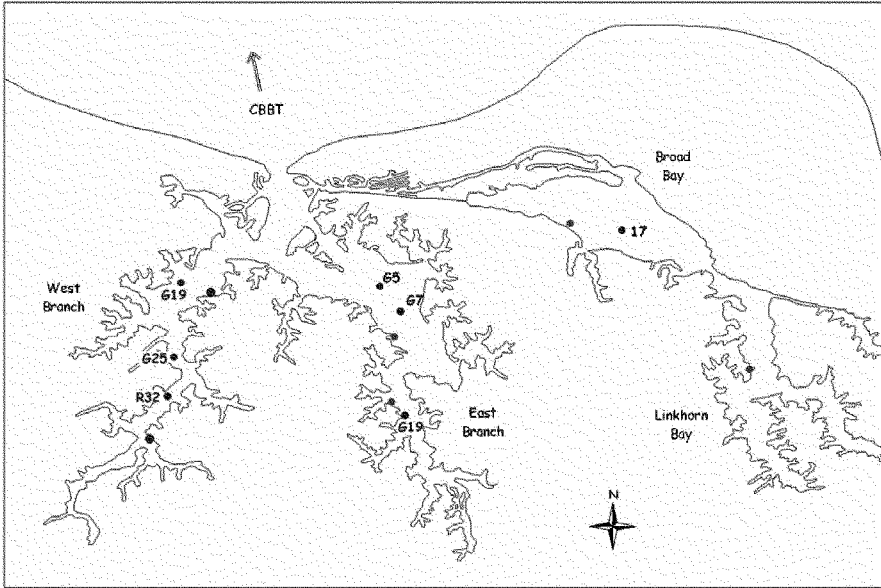 CBBT
Broad
Bay
17
G5
West
Branch
G19
G7
G25
R32
East
Branch
G19
Linkhorn
Bay
N